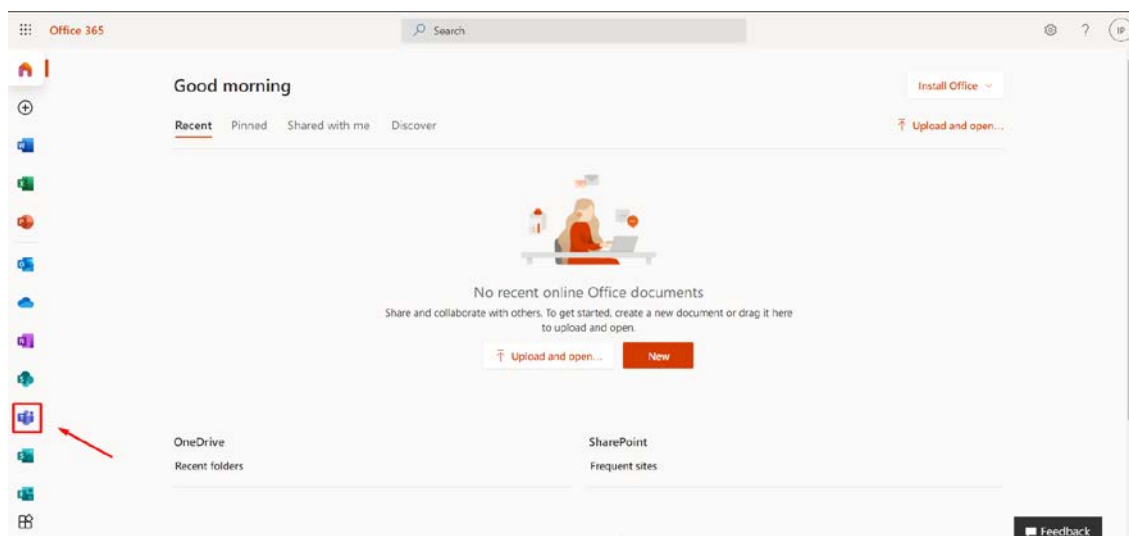 Office 365
Search
?
IP
Good morning
Install Office
Recent Pinned Shared with me Discover
Upload and open...
No recent online Office documents
Share and collaborate with others. To get started, create a new document or drag it here
to upload and open.
Upload and open... New
OneDrive
SharePoint
Recent folders
Frequent sites
Feedback